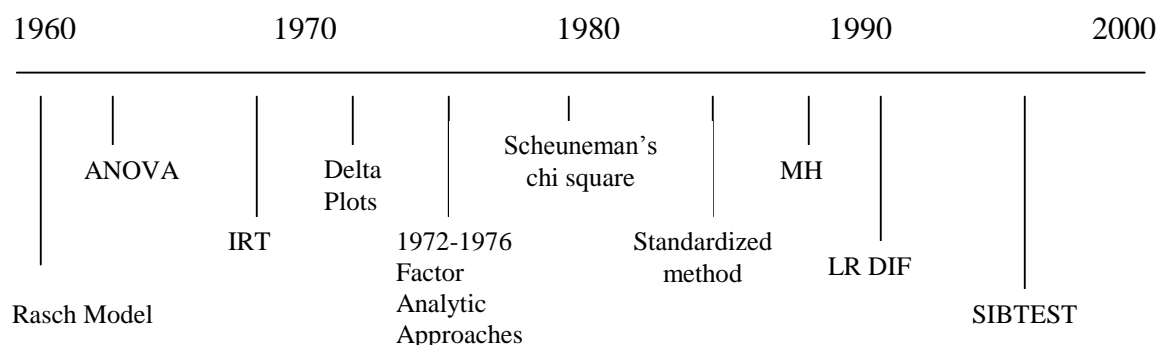 1960 1970 1980 1990 2000
ANOVA
Delta
Plots
Scheuneman’s
chi square
MH
IRT
1972-1976
Factor
Analytic
Approaches
Standardized
method
LR DIF
Rasch Model
SIBTEST